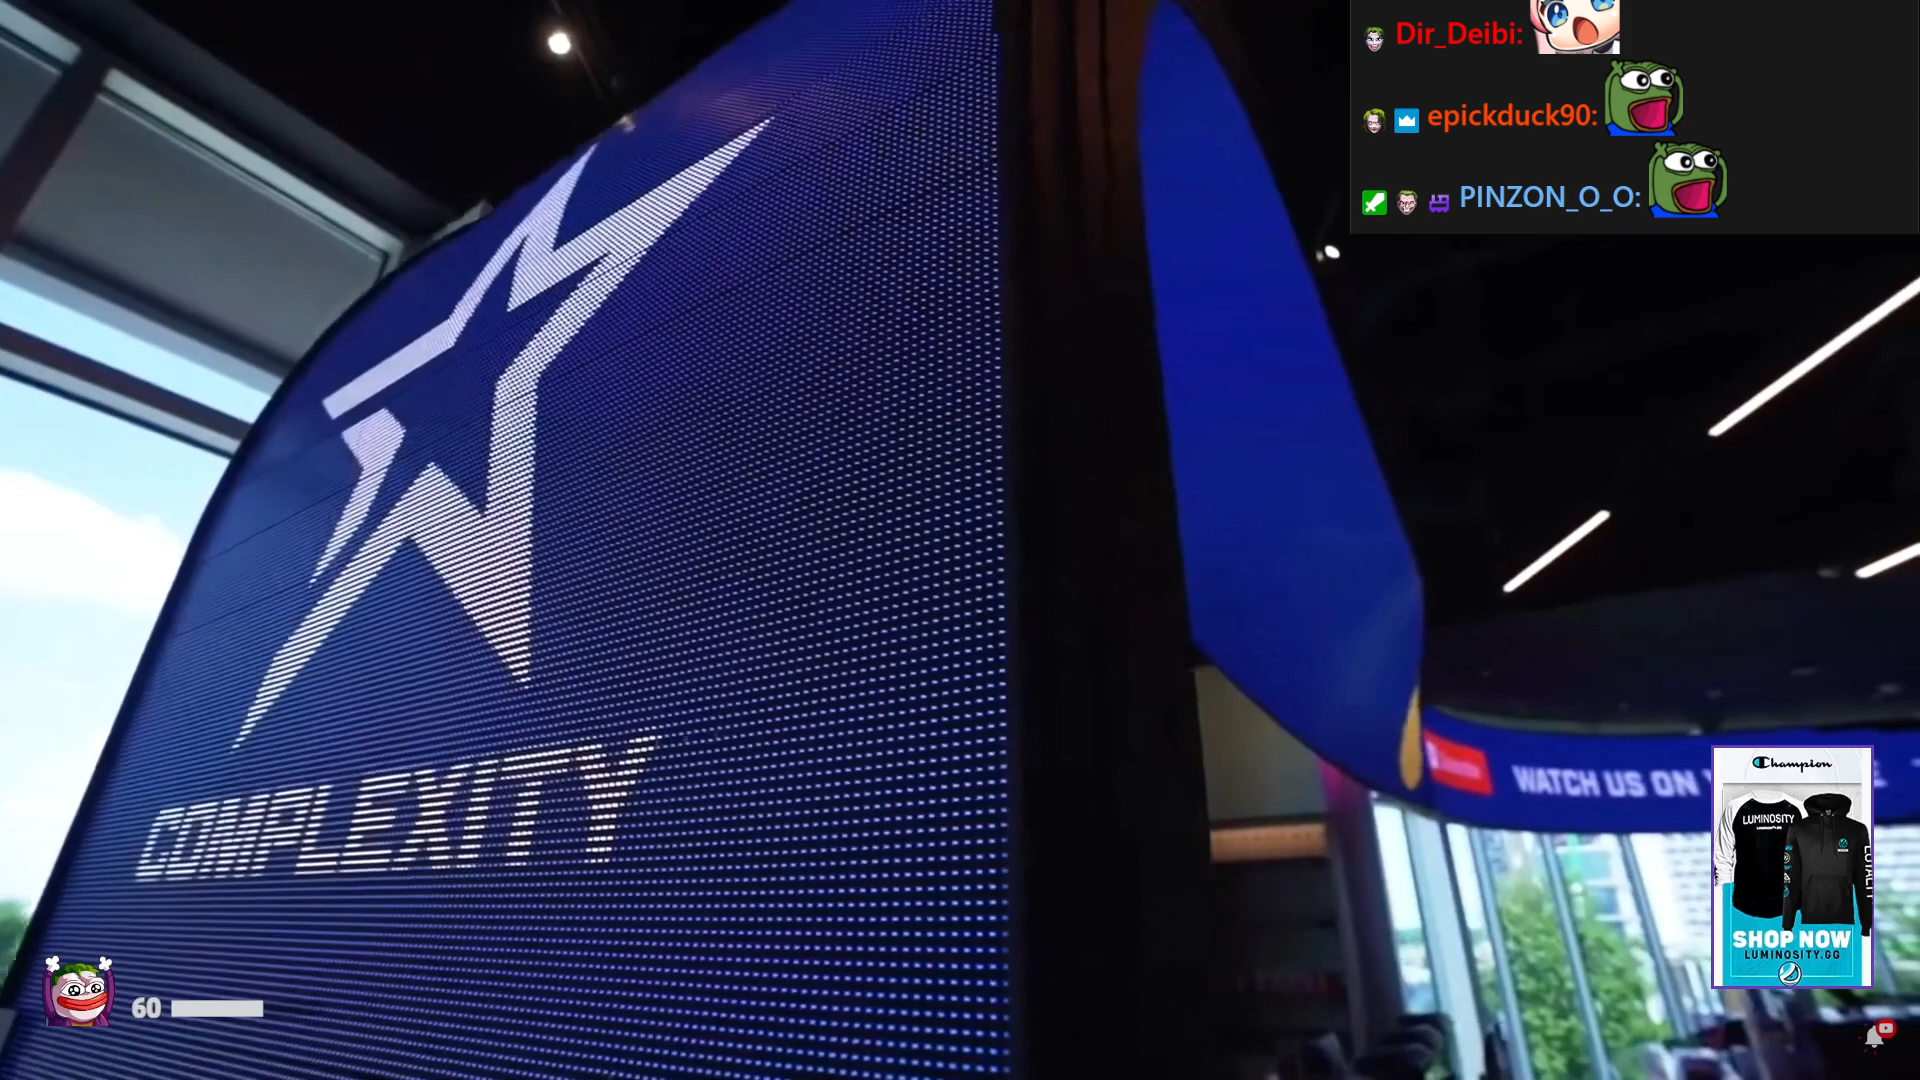 Dir_Deibi:
epickduck90:
PINZON_O_O:
COMPLEXITY
WATCH US ON
Champion
LUMINOSITY
SHOP NOW
LUMINOSITY.GG
60